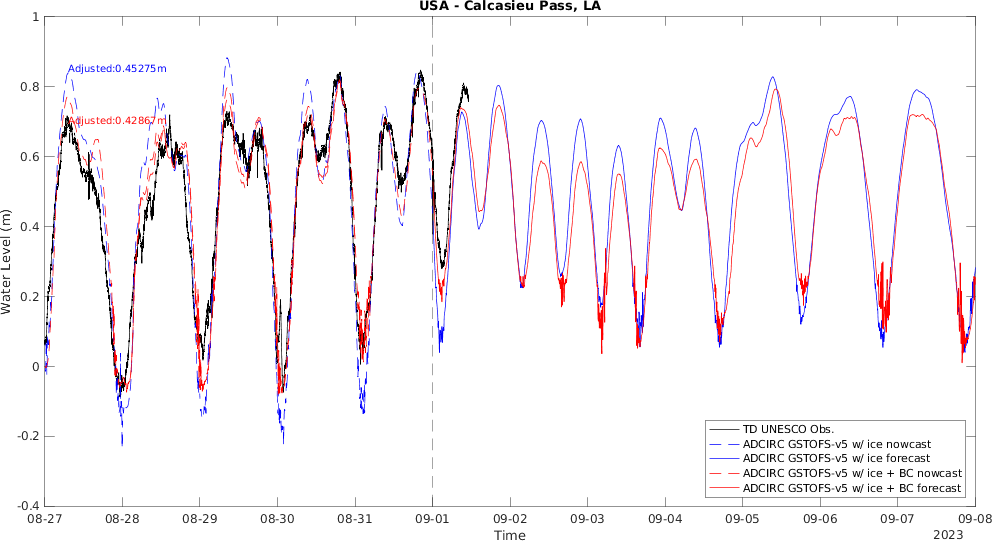 USA - Calcasieu Pass, LA
1
0.8
0.6
0.4
0.2
0
-0.2
-0.4
Water Level (m)
Adjusted:0.45275m
Adjusted:0.42867m
TD UNESCO Obs.
ADCIRC GSTOFS-v5 w/ ice nowcast
ADCIRC GSTOFS-v5 w/ ice forecast
ADCIRC GSTOFS-v5 w/ ice + BC nowcast
ADCIRC GSTOFS-v5 w/ ice + BC forecast
08-27 08-28 08-29 08-30 08-31 09-01 09-02 09-03 09-04 09-05 09-06 09-07 09-08
Time
2023